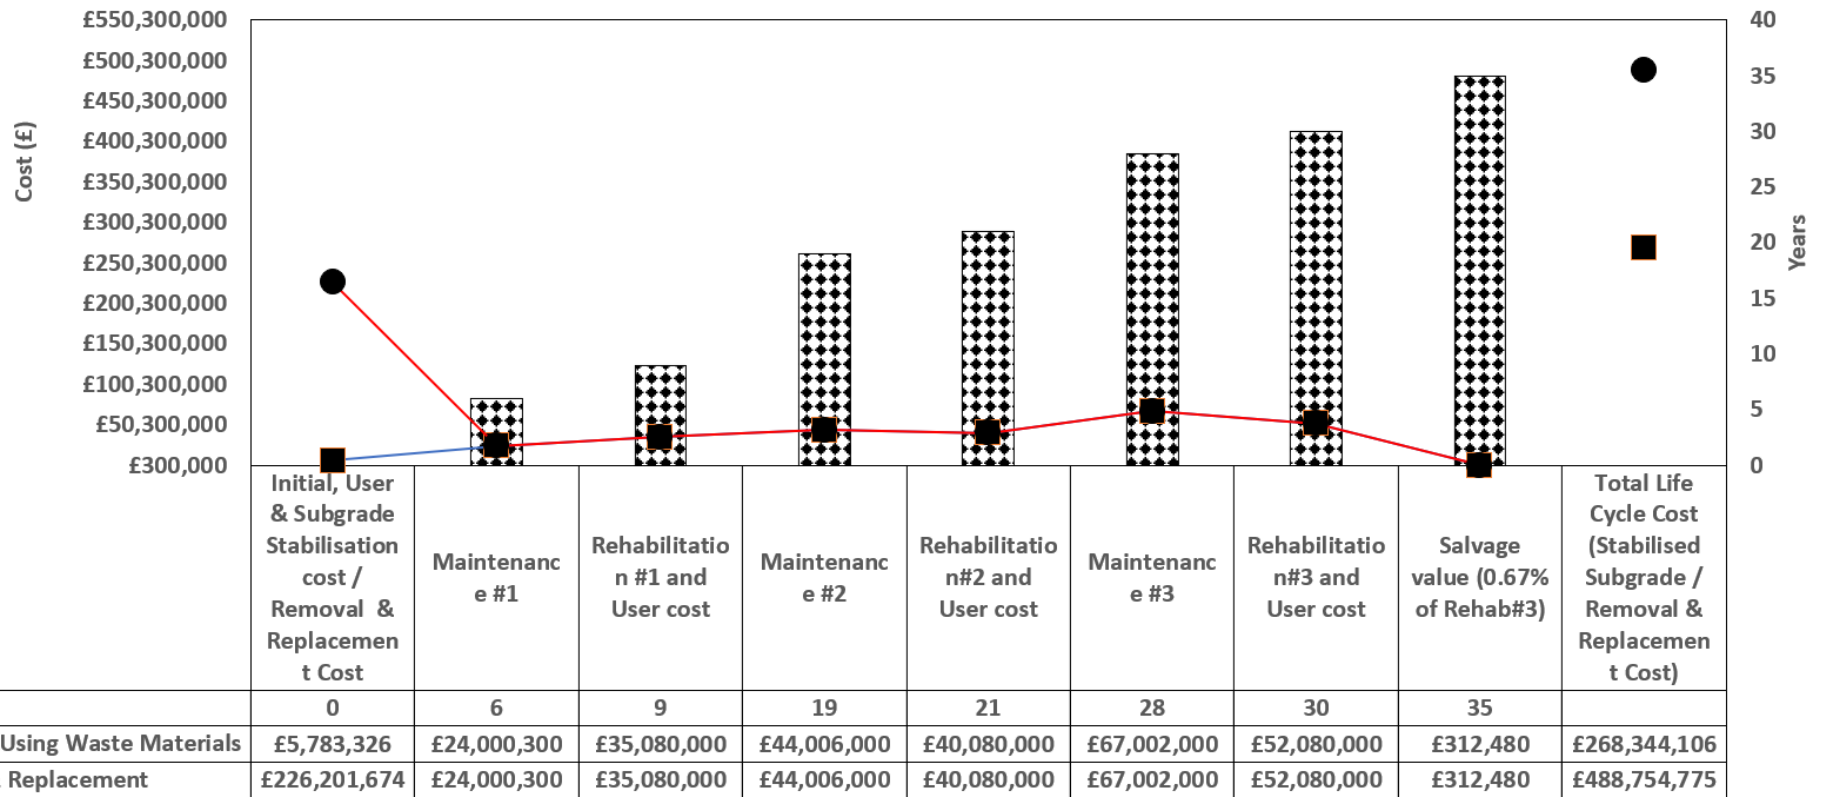 £550,300,000
£500,300,000
£450,300,000
£400,300,000
£350,300,000
£300,300,000
£250,300,000
£200,300,000
£150,300,000
£100,300,000
£50,300,000
£300,000
Cost (£)
40
35
30
25
20
15
10
5
0
Years
Initial, User
& Subgrade
Stabilisation
cost /
Removal &
Replacemen
t Cost
Maintenanc
e #1
Rehabilitatio
n #1 and
User cost
Maintenanc
e #2
Rehabilitatio
n#2 and
User cost
Maintenanc
e #3
Rehabilitatio
n#3 and
User cost
Salvage
value (0.67%
of Rehab#3)
Total Life
Cycle Cost
(Stabilised
Subgrade /
Removal &
Replacemen
t Cost)
0 6 9 19 21 28 30 35
Using Waste Materials £5,783,326 £24,000,300 £35,080,000 £44,006,000 £40,080,000 £67,002,000 £52,080,000 £312,480 £268,344,106
Replacement £226,201,674 £24,000,300 £35,080,000 £44,006,000 £40,080,000 £67,002,000 £52,080,000 £312,480 £488,754,775